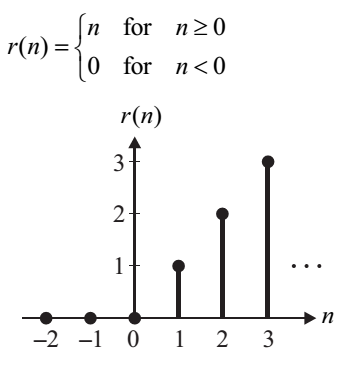 r(n) = { n for n ≥ 0
0 for n < 0
r(n)
3
2
1
. . .
n
−2 −1 0 1 2 3